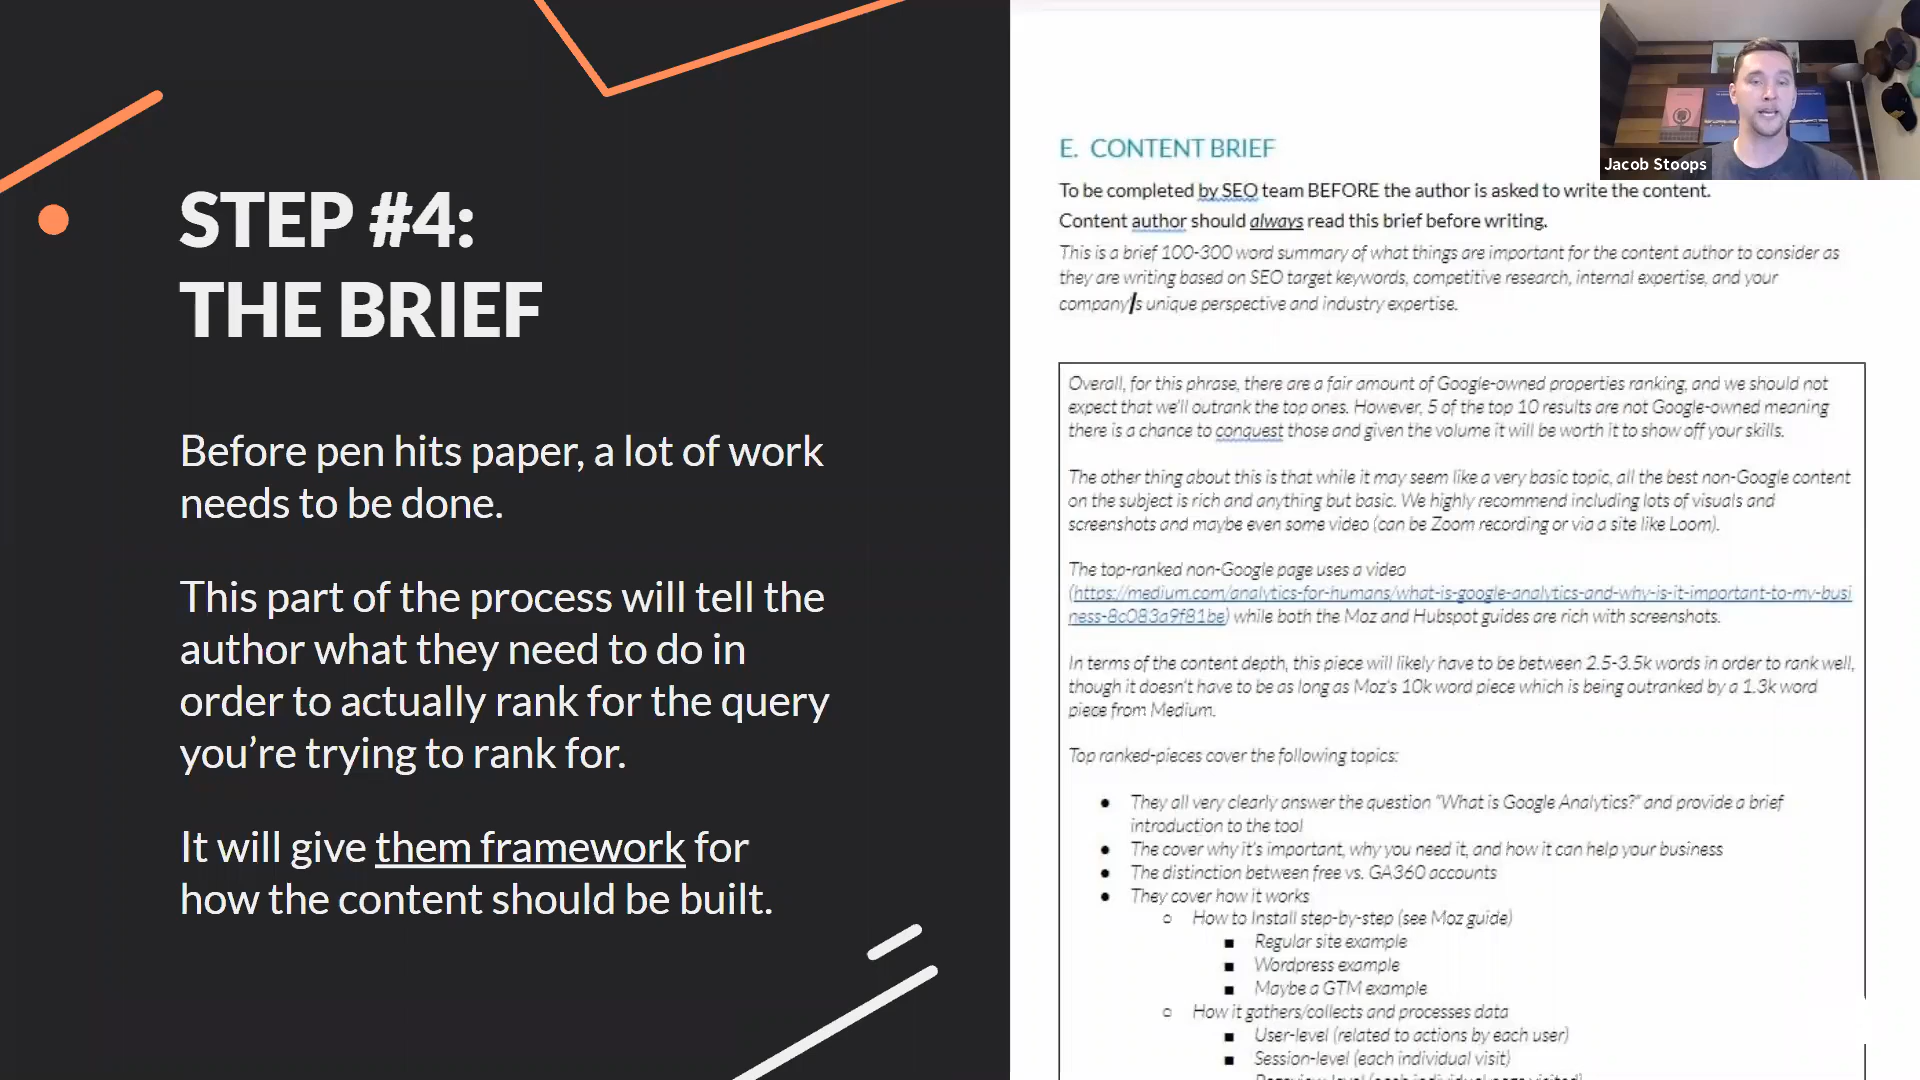 STEP #4:
THE BRIEF
Before pen hits paper, a lot of work
needs to be done.
This part of the process will tell the
author what they need to do in
order to actually rank for the query
you’re trying to rank for.
It will give them framework for
how the content should be built.
E. CONTENT BRIEF
To be completed by SEO team BEFORE the author is asked to write the content.
Content author should always read this brief before writing.
This is a brief 100-300 word summary of what things are important for the content author to consider as
they are writing based on SEO target keywords, competitive research, internal expertise, and your
company's unique perspective and industry expertise.
Overall, for this phrase, there are a fair amount of Google-owned properties ranking, and we should not
expect that we'll outrank the top ones. However, 5 of the top 10 results are not Google-owned meaning
there is a chance to conquest those and given the volume it will be worth it to show off your skills.
The other thing about this is that while it may seem like a very basic topic, all the best non-Google content
on the subject is rich and anything but basic. We highly recommend including lots of visuals and
screenshots and maybe even some video (can be Zoom recording or via a site like Loom).
The top-ranked non-Google page uses a video
(https://medium.com/analytics-for-humans/what-is-google-analytics-and-why-is-it-important-to-my-busi
ness-8c083a9f81be) while both the Moz and Hubspot guides are rich with screenshots.
In terms of the content depth, this piece will likely have to be between 2.5-3.5k words in order to rank well,
though it doesn't have to be as long as Moz's 10k word piece which is being outranked by a 1.3k word
piece from Medium.
Top ranked-pieces cover the following topics:
● They all very clearly answer the question "What is Google Analytics?" and provide a brief
introduction to the tool
● The cover why it's important, why you need it, and how it can help your business
● The distinction between free vs. GA360 accounts
● They cover how it works
○ How to Install step-by-step (see Moz guide)
■ Regular site example
■ Wordpress example
■ Maybe a GTM example
○ How it gathers/collects and processes data
■ User-level (related to actions by each user)
■ Session-level (each individual visit)
Jacob Stoops